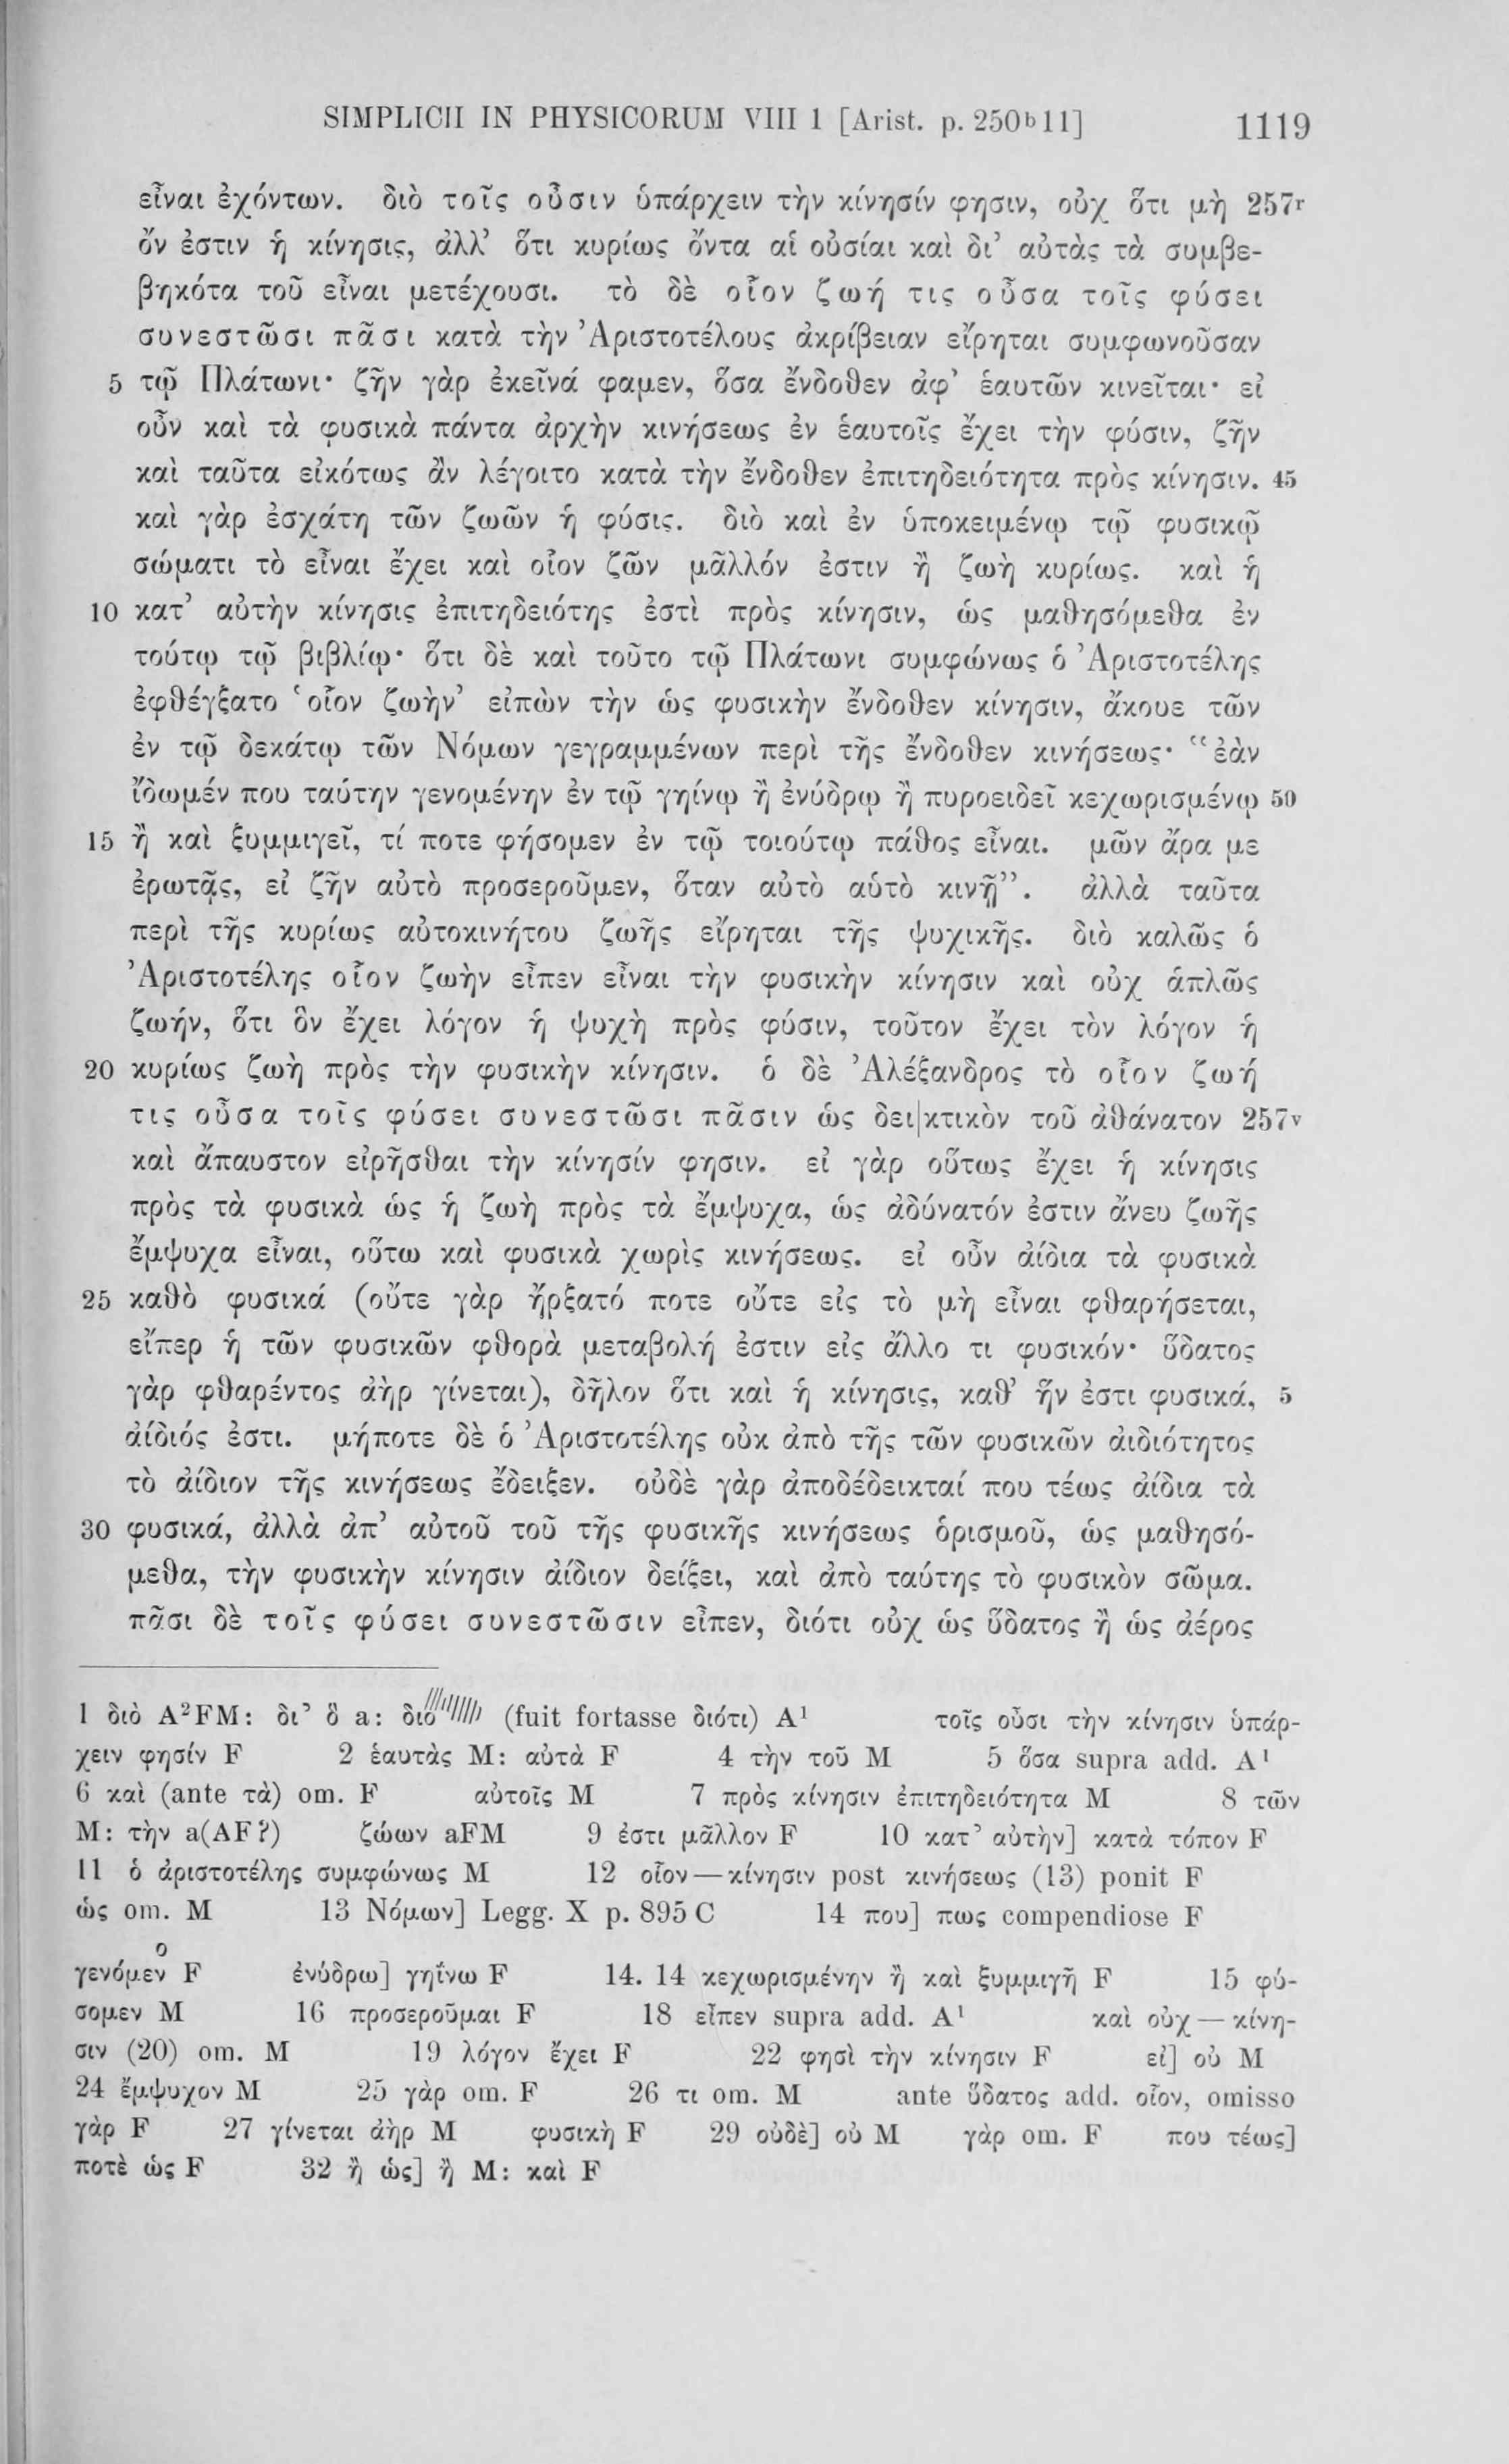 SIMPLICII IN PHYSICORUM VIII 1 [Arist. p. 250b11] 1119
εἶναι ἐχόντων. διὸ τοῖς οὖσιν ὑπάρχειν τὴν κίνησίν φησιν, οὐχ ὅτι μὴ 257r
ὄν ἐστιν ἡ κίνησις, ἀλλ’ ὅτι κυρίως ὄντα αἱ οὐσίαι καὶ δι’ αὐτὰς τὰ συμβε-
βηκότα τοῦ εἶναι μετέχουσι. τὸ δὲ οἷον ζωή τις οὖσα τοῖς φύσει
συνεστῶσι πᾶσι κατὰ τὴν Ἀριστοτέλους ἀκρίβειαν εἴρηται συμφωνοῦσαν
5 τῷ Πλάτωνι· ζῆν γὰρ ἐκεῖνά φαμεν, ὅσα ἔνδοθεν ἀφ’ ἑαυτῶν κινεῖται· εἰ
οὖν καὶ τὰ φυσικὰ πάντα ἀρχὴν κινήσεως ἐν ἑαυτοῖς ἔχει τὴν φύσιν, ζῆν
καὶ ταῦτα εἰκότως ἂν λέγοιτο κατὰ τὴν ἔνδοθεν ἐπιτηδειότητα πρὸς κίνησιν. 45
καὶ γὰρ ἐσχάτη τῶν ζωῶν ἡ φύσις. διὸ καὶ ἐν ὑποκειμένῳ τῷ φυσικῷ
σώματι τὸ εἶναι ἔχει καὶ οἷον ζῶν μᾶλλόν ἐστιν ἢ ζωὴ κυρίως. καὶ ἡ
10 κατ’ αὐτὴν κίνησις ἐπιτηδειότης ἐστὶ πρὸς κίνησιν, ὡς μαθησόμεθα ἐν
τούτῳ τῷ βιβλίῳ· ὅτι δὲ καὶ τοῦτο τῷ Πλάτωνι συμφώνως ὁ Ἀριστοτέλης
ἐφθέγξατο ‘οἷον ζωὴν’ εἰπὼν τὴν ὡς φυσικὴν ἔνδοθεν κίνησιν, ἄκουε τῶν
ἐν τῷ δεκάτῳ τῶν Νόμων γεγραμμένων περὶ τῆς ἔνδοθεν κινήσεως· “ἐὰν
ἴδωμέν που ταύτην γενομένην ἐν τῷ γηίνῳ ἢ ἐνύδρῳ ἢ πυροειδεῖ κεχωρισμένῳ 50
15 ἢ καὶ ξυμμιγεῖ, τί ποτε φήσομεν ἐν τῷ τοιούτῳ πάθος εἶναι. μῶν ἄρα με
ἐρωτᾷς, εἰ ζῆν αὐτὸ προσεροῦμεν, ὅταν αὐτὸ αὑτὸ κινῇ”. ἀλλὰ ταῦτα
περὶ τῆς κυρίως αὐτοκινήτου ζωῆς εἴρηται τῆς ψυχικῆς. διὸ καλῶς ὁ
Ἀριστοτέλης οἷον ζωὴν εἶπεν εἶναι τὴν φυσικὴν κίνησιν καὶ οὐχ ἁπλῶς
ζωήν, ὅτι ὃν ἔχει λόγον ἡ ψυχὴ πρὸς φύσιν, τοῦτον ἔχει τὸν λόγον ἡ
20 κυρίως ζωὴ πρὸς τὴν φυσικὴν κίνησιν. ὁ δὲ Ἀλέξανδρος τὸ οἷον ζωή
τις οὖσα τοῖς φύσει συνεστῶσι πᾶσιν ὡς δει|κτικὸν τοῦ ἀθάνατον 257v
καὶ ἄπαυστον εἰρῆσθαι τὴν κίνησίν φησιν. εἰ γὰρ οὕτως ἔχει ἡ κίνησις
πρὸς τὰ φυσικὰ ὡς ἡ ζωὴ πρὸς τὰ ἔμψυχα, ὡς ἀδύνατόν ἐστιν ἄνευ ζωῆς
ἔμψυχα εἶναι, οὕτω καὶ φυσικὰ χωρὶς κινήσεως. εἰ οὖν ἀίδια τὰ φυσικὰ
25 καθὸ φυσικά (οὔτε γὰρ ἤρξατό ποτε οὔτε εἰς τὸ μὴ εἶναι φθαρήσεται,
εἴπερ ἡ τῶν φυσικῶν φθορὰ μεταβολή ἐστιν εἰς ἄλλο τι φυσικόν· ὕδατος
γὰρ φθαρέντος ἀὴρ γίνεται), δῆλον ὅτι καὶ ἡ κίνησις, καθ’ ἥν ἐστι φυσικά, 5
ἀίδιός ἐστι. μήποτε δὲ ὁ Ἀριστοτέλης οὐκ ἀπὸ τῆς τῶν φυσικῶν ἀιδιότητος
τὸ ἀίδιον τῆς κινήσεως ἔδειξεν. οὐδὲ γὰρ ἀποδέδεικταί που τέως ἀίδια τὰ
30 φυσικά, ἀλλὰ ἀπ’ αὐτοῦ τοῦ τῆς φυσικῆς κινήσεως ὁρισμοῦ, ὡς μαθησό-
μεθα, τὴν φυσικὴν κίνησιν ἀίδιον δείξει, καὶ ἀπὸ ταύτης τὸ φυσικὸν σῶμα.
πᾶσι δὲ τοῖς φύσει συνεστῶσιν εἶπεν, διότι οὐχ ὡς ὕδατος ἢ ὡς ἀέρος
1 διὸ A²FM: δι’ ὃ a: διο (fuit fortasse διότι) A¹ τοῖς οὖσι τὴν κίνησιν ὑπάρ-
χειν φησίν F 2 ἑαυτὰς M: αὐτὰ F 4 τὴν τοῦ M 5 ὅσα supra add. A¹
6 καὶ (ante τὰ) om. F αὐτοῖς M 7 πρὸς κίνησιν ἐπιτηδειότητα M 8 τῶν
M: τὴν a(AF?) ζώων aFM 9 ἐστι μᾶλλον F 10 κατ’ αὐτὴν] κατὰ τόπον F
11 ὁ ἀριστοτέλης συμφώνως M 12 οἷον — κίνησιν post κινήσεως (13) ponit F
ὡς om. M 13 Νόμων] Legg. X p. 895 C 14 που] πως compendiose F
γενόμενͦ F ἐνύδρω] γηΐνω F 14. 14 κεχωρισμένην ἢ καὶ ξυμμιγῆ F 15 φύ-
σομεν M 16 προσεροῦμαι F 18 εἶπεν supra add. A¹ καὶ οὐχ — κίνη-
σιν (20) om. M 19 λόγον ἔχει F 22 φησὶ τὴν κίνησιν F εἰ] οὐ M
24 ἔμψυχον M 25 γὰρ om. F 26 τι om. M ante ὕδατος add. οἷον, omisso
γὰρ F 27 γίνεται ἀὴρ M φυσικὴ F 29 οὐδὲ] οὐ M γὰρ om. F που τέως]
ποτὲ ὡς F 32 ἢ ὡς] ἢ M: καὶ F